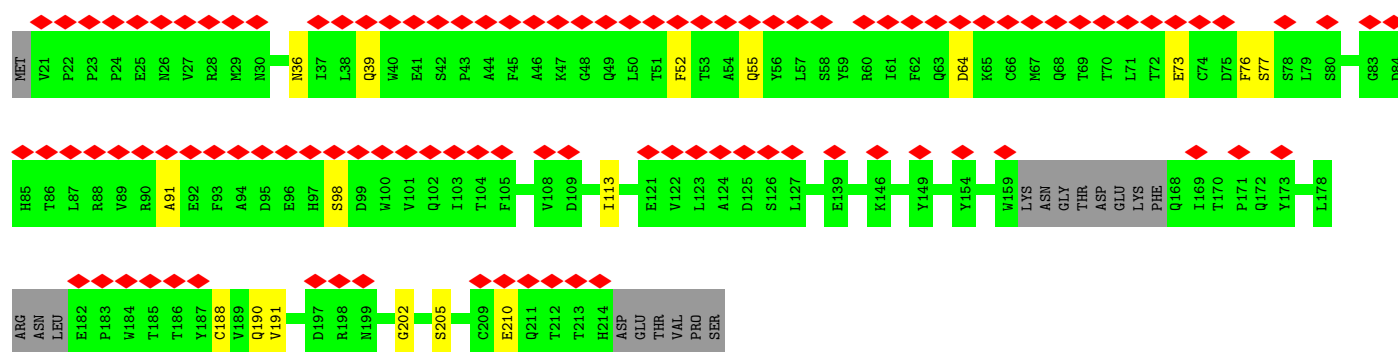 MET V21 P22 P23 P24 E25 N26 V27 R28 M29 N30 N36 I37 L38 Q39 W40 E41 S42 P43 A44 F45 A46 K47 G48 Q49 L50 T51 F52 T53 A54 Q55 Y56 L57 S58 Y59 R60 I61 F62 Q63 D64 K65 C66 M67 Q68 T69 T70 L71 T72 E73 C74 D75 F76 S77 S78 L79 S80 G83 D84
H85 T86 L87 R88 V89 R90 A91 E92 F93 A94 D95 E96 H97 S98 D99 W100 V101 Q102 I103 T104 F105 V108 D109 I113 E121 V122 L123 A124 D125 S126 L127 E139 K146 Y149 Y154 W159 LYS ASN GLY THR ASP GLU LYS PHE Q168 I169 T170 P171 Q172 Y173 L178
ARG ASN LEU E182 P183 W184 T185 T186 Y187 C188 V189 Q190 V191 D197 R198 N199 G202 S205 C209 E210 Q211 T212 T213 H214 ASP GLU THR VAL PRO SER